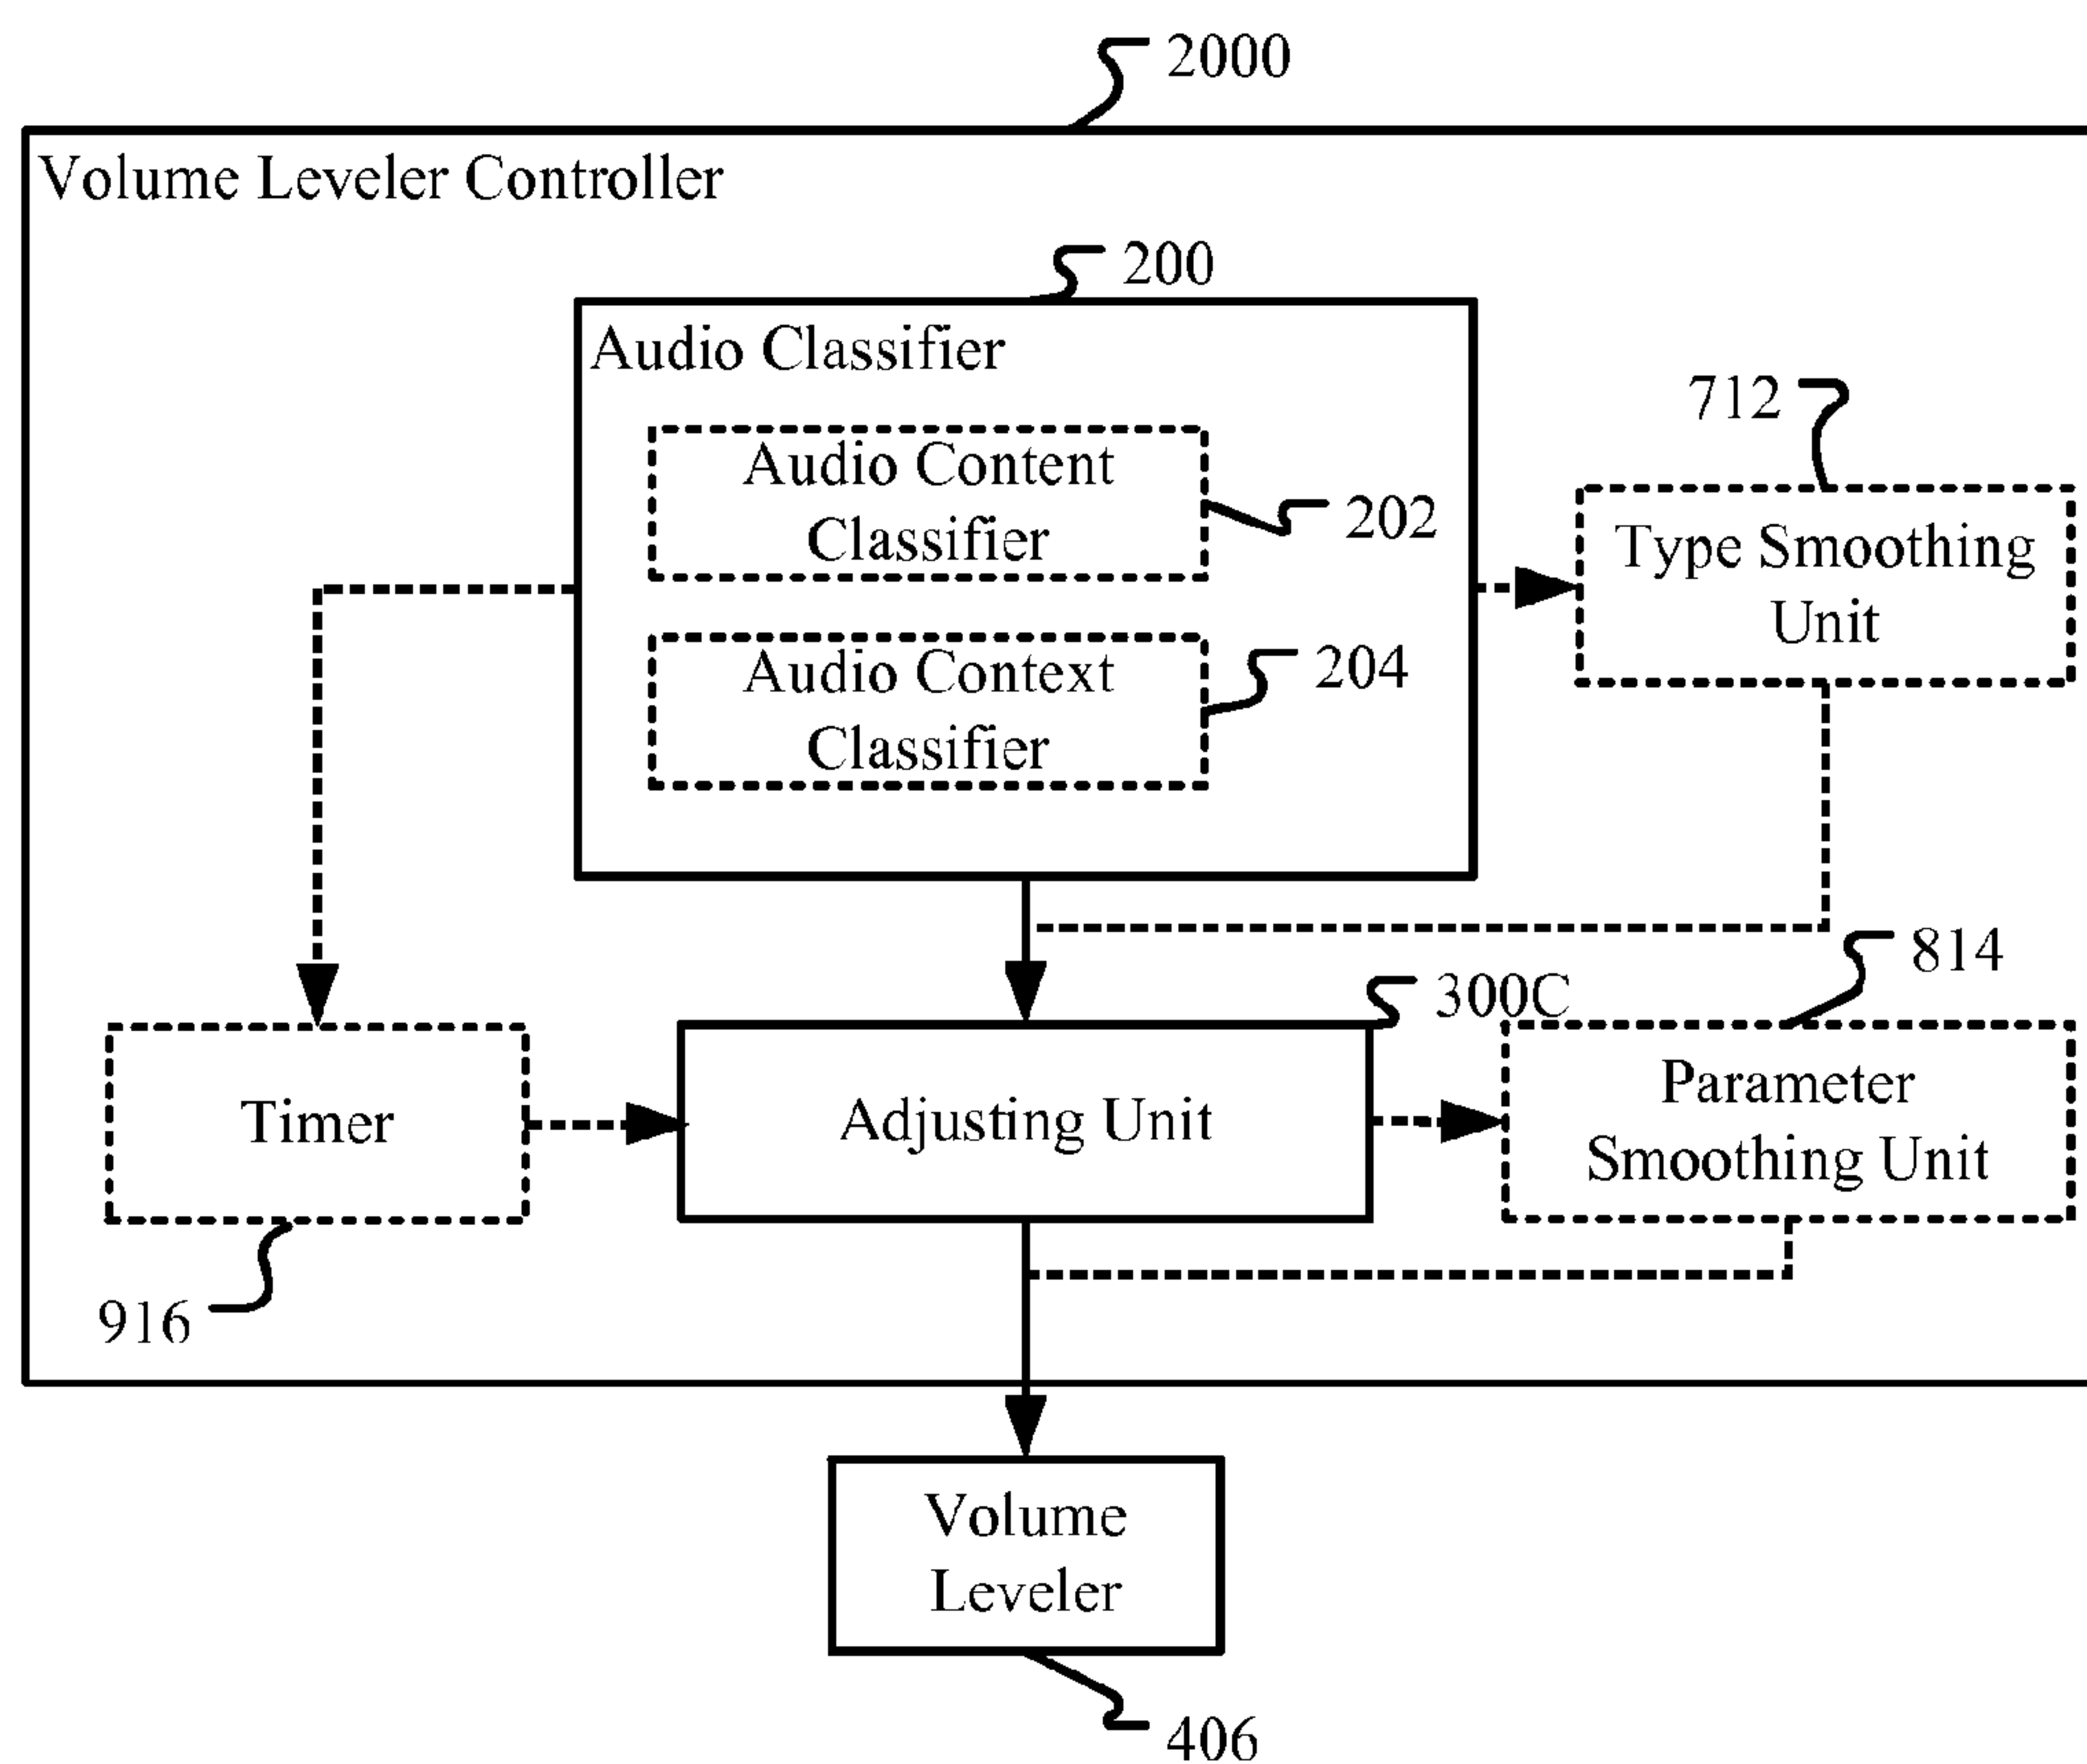 2000
Volume Leveler Controller
200
Audio Classifier
712
Audio Content
Classifier
202
Type Smoothing
Unit
Audio Context
Classifier
204
814
300C
Timer
Adjusting Unit
Parameter
Smoothing Unit
916
Volume
Leveler
406